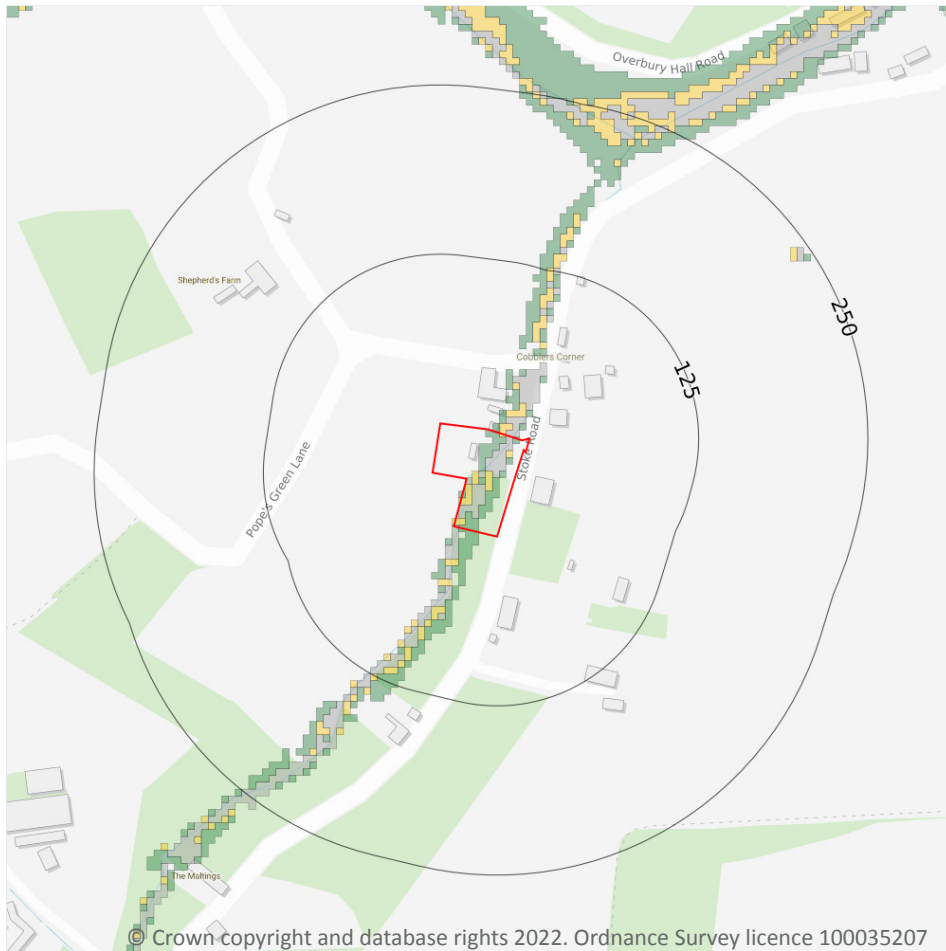 Overbury Hall Road
Shepherd's Farm
250
Cobblers Corner
125
Stoke Road
Pope's Green Lane
The Maltings
© Crown copyright and database rights 2022. Ordnance Survey licence 100035207